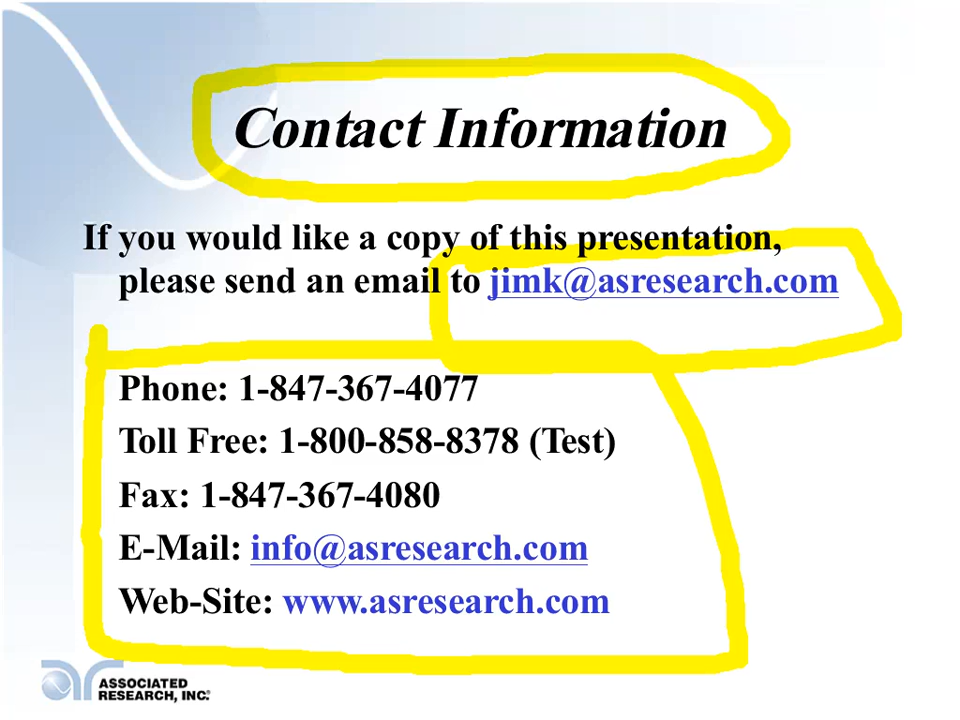 Contact Information
If you would like a copy of this presentation,
please send an email to jimk@asresearch.com
Phone: 1-847-367-4077
Toll Free: 1-800-858-8378 (Test)
Fax: 1-847-367-4080
E-Mail: info@asresearch.com
Web-Site: www.asresearch.com
ASSOCIATED
RESEARCH, INC.®